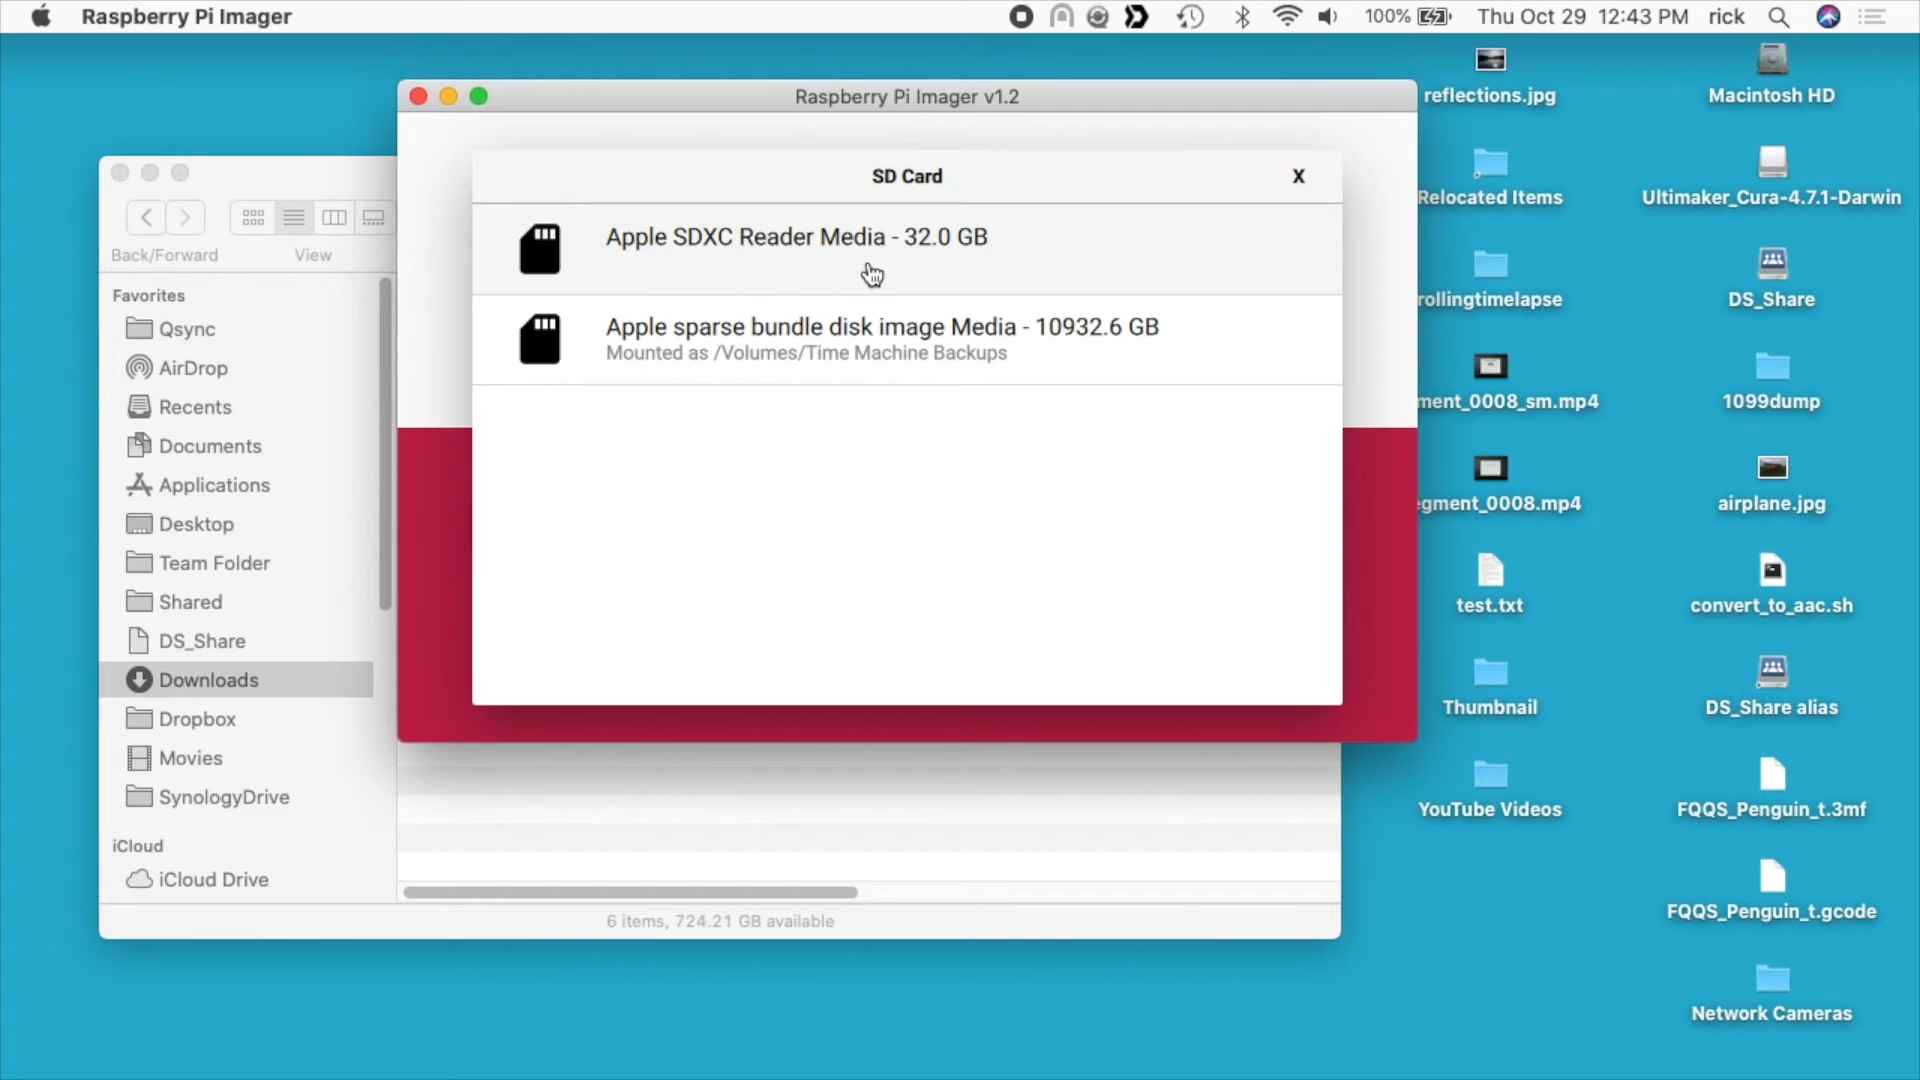 Raspberry Pi Imager
100%
Thu Oct 29 12:43 PM
rick
Raspberry Pi Imager v1.2
SD Card
X
Apple SDXC Reader Media - 32.0 GB
Apple sparse bundle disk image Media - 10932.6 GB
Mounted as /Volumes/Time Machine Backups
Back/Forward
View
Favorites
Qsync
AirDrop
Recents
Documents
Applications
Desktop
Team Folder
Shared
DS_Share
Downloads
Dropbox
Movies
SynologyDrive
iCloud
iCloud Drive
6 items, 724.21 GB available
reflections.jpg
Relocated Items
rollingtimelapse
ment_0008_sm.mp4
egment_0008.mp4
test.txt
Thumbnail
YouTube Videos
Macintosh HD
Ultimaker_Cura-4.7.1-Darwin
DS_Share
1099dump
airplane.jpg
convert_to_aac.sh
DS_Share alias
FQQS_Penguin_t.3mf
FQQS_Penguin_t.gcode
Network Cameras